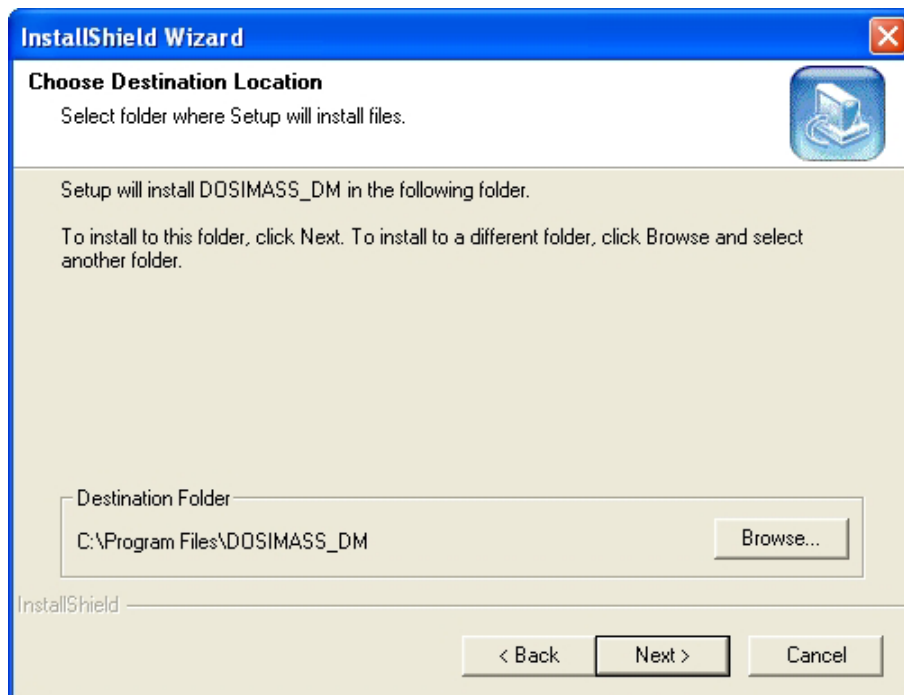 InstallShield Wizard
Choose Destination Location
Select folder where Setup will install files.
Setup will install DOSIMASS_DM in the following folder.
To install to this folder, click Next. To install to a different folder, click Browse and select
another folder.
Destination Folder
C:\Program Files\DOSIMASS_DM
Browse...
InstallShield
< Back
Next >
Cancel